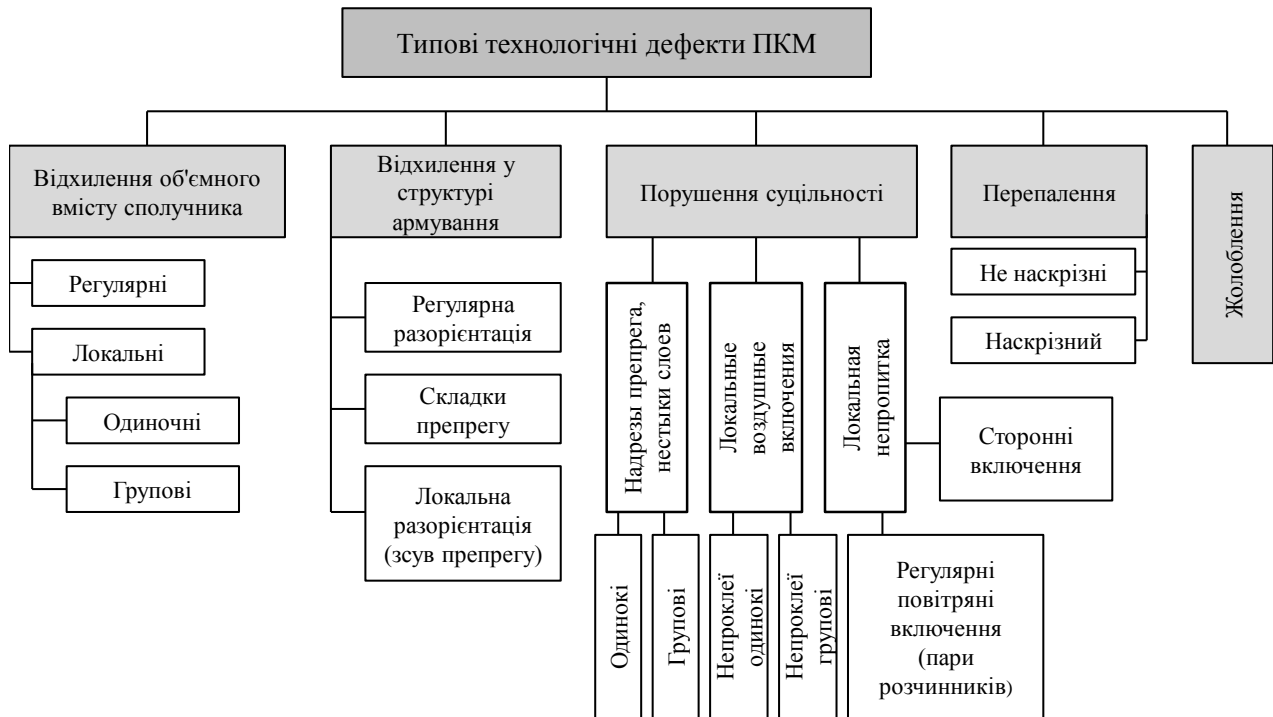 Типові технологічні дефекти ПКМ
Відхилення об'ємного
вмісту сполучника
Регулярні
Локальні
Одиночні
Групові
Відхилення у
структурі
армування
Регулярна
разорієнтація
Складки
препрегу
Локальна
разорієнтація
(зсув препрегу)
Порушення суцільності
Надрезы препрега,
нестыки слоев
Одинокі
Групові
Локальные
воздушные
включения
Непроклеї
одинокі
Непроклеї
групові
Локальная
непропитка
Сторонні
включення
Регулярні
повітряні
включення
(пари
розчинників)
Перепалення
Не наскрізні
Наскрізний
Жолоблення